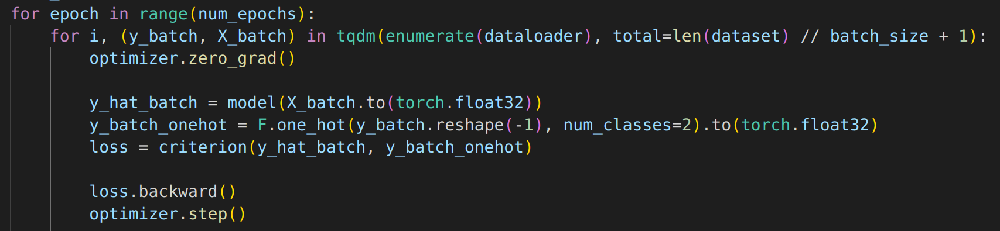 for epoch in range(num_epochs):
for i, (y_batch, X_batch) in tqdm(enumerate(dataloader), total=len(dataset) // batch_size + 1):
optimizer.zero_grad()
y_hat_batch = model(X_batch.to(torch.float32))
y_batch_onehot = F.one_hot(y_batch.reshape(-1), num_classes=2).to(torch.float32)
loss = criterion(y_hat_batch, y_batch_onehot)
loss.backward()
optimizer.step()